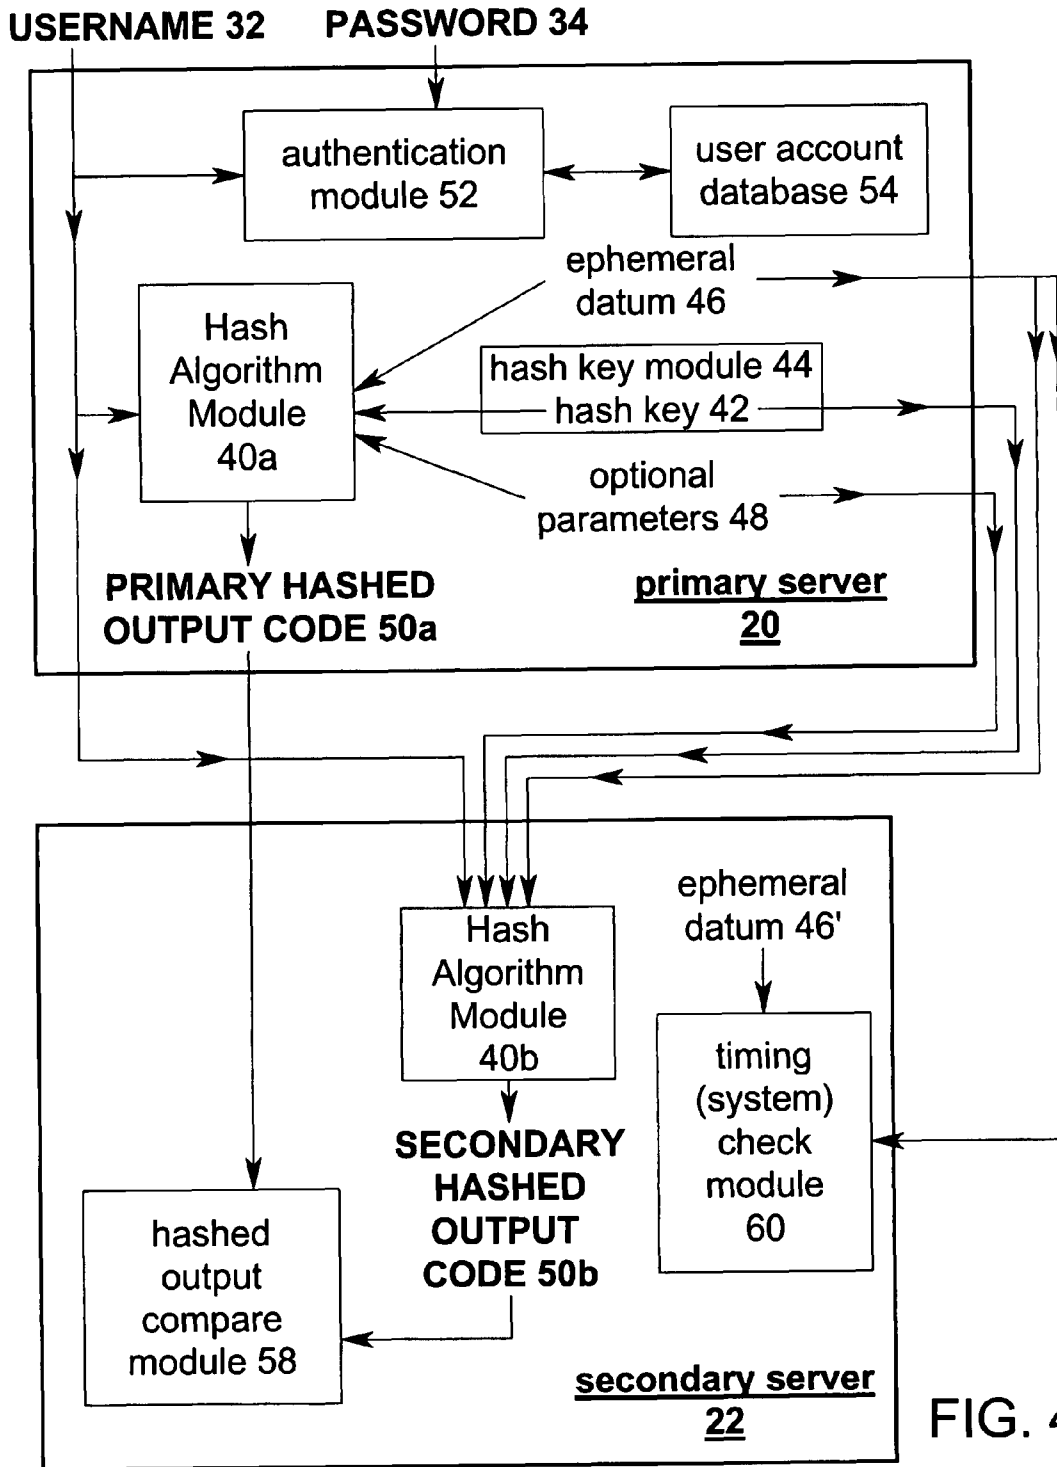 USERNAME 32
PASSWORD 34
authentication
module 52
user account
database 54
ephemeral
datum 46
Hash
Algorithm
Module
40a
hash key module 44
hash key 42
optional
parameters 48
PRIMARY HASHED
OUTPUT CODE 50a
primary server
20
ephemeral
datum 46'
Hash
Algorithm
Module
40b
timing
(system)
check
module
60
SECONDARY
HASHED
OUTPUT
CODE 50b
hashed
output
compare
module 58
secondary server
22
FIG. 4